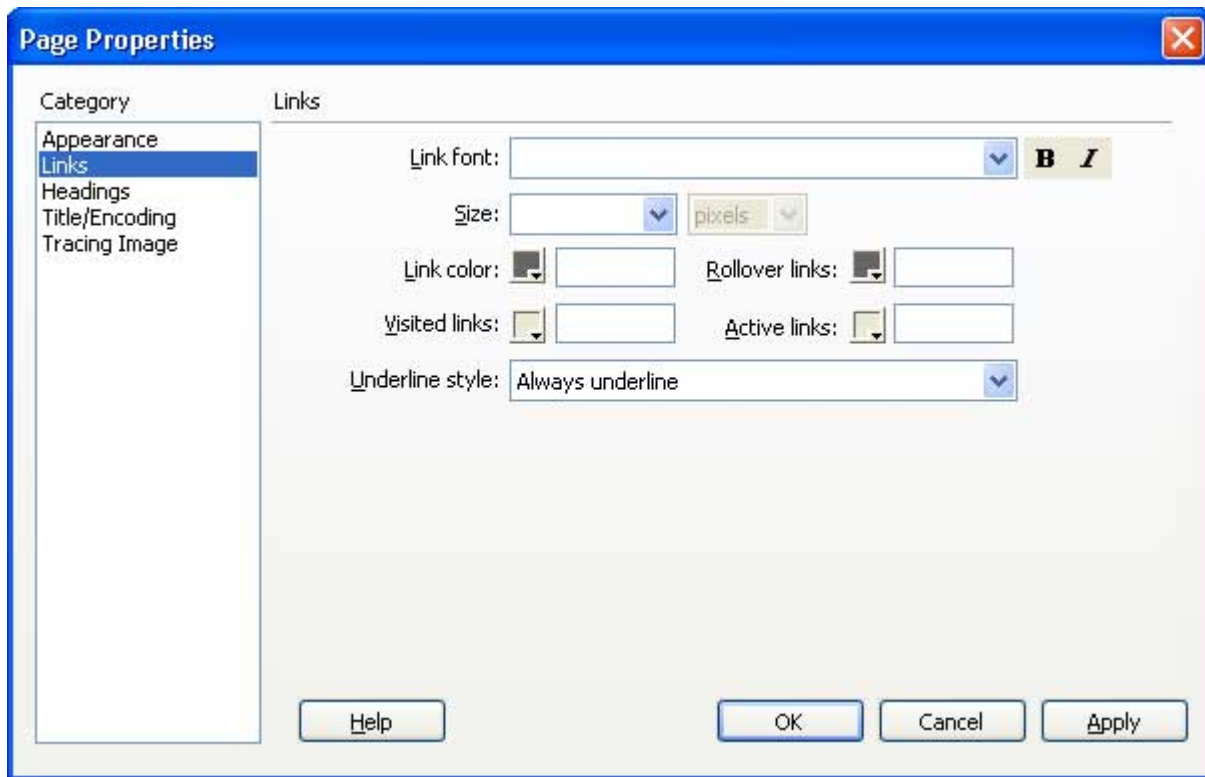 Page Properties
Category
Appearance
Links
Headings
Title/Encoding
Tracing Image
Links
Link font:
B I
Size:
pixels
Link color:
Rollover links:
Visited links:
Active links:
Underline style: Always underline
Help
OK
Cancel
Apply